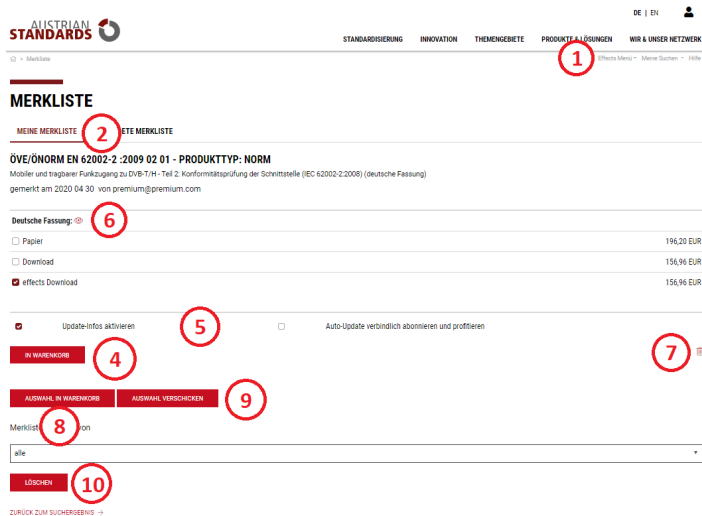 DE | EN
AUSTRIAN
STANDARDS
STANDARDISIERUNG INNOVATION THEMENGEBIETE PRODUKTE & LÖSUNGEN WIR & UNSER NETZWERK
> Merkliste 1 Effects Menü Meine Suchen Hilfe
MERKLISTE
MEINE MERKLISTE 2 ETE MERKLISTE
ÖVE/ÖNORM EN 62002-2 :2009 02 01 - PRODUKTTYP: NORM
Mobiler und tragbarer Funkzugang zu DVB-T/H - Teil 2: Konformitätsprüfung der Schnittstelle (IEC 62002-2:2008) (deutsche Fassung)
gemerkt am 2020 04 30 von premium@premium.com
Deutsche Fassung: 6
Papier 196,20 EUR
Download 156,96 EUR
effects Download 156,96 EUR
Update-Infos aktivieren 5 Auto-Update verbindlich abonnieren und profitieren
IN WARENKORB 4 7
AUSWAHL IN WARENKORB AUSWAHL VERSCHICKEN 9
Merklist 8 von
alle
LÖSCHEN 10
ZURÜCK ZUM SUCHERGEBNIS →